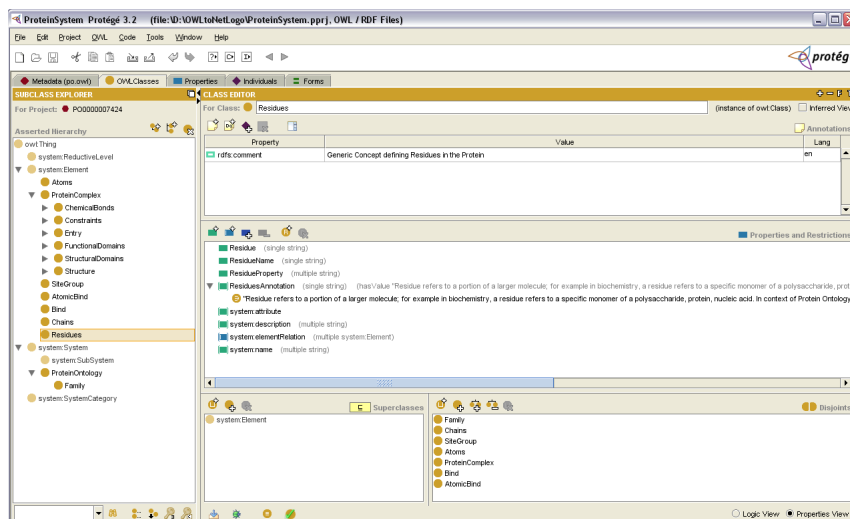 ProteinSystem Protégé 3.2 (file:\D:\OWLtoNetLogo\ProteinSystem.pprj, OWL / RDF Files)
File Edit Project OWL Code Tools Window Help
protég
Metadata (po.owl) OWLClasses Properties Individuals Forms
SUBCLASS EXPLORER
For Project: PO0000007424
Asserted Hierarchy
owl:Thing
system:ReductiveLevel
system:Element
Atoms
ProteinComplex
ChemicalBonds
Constraints
Entry
FunctionalDomains
StructuralDomains
Structure
SiteGroup
AtomicBind
Bind
Chains
Residues
system:System
system:SubSystem
ProteinOntology
Family
system:SystemCategory
CLASS EDITOR
For Class: Residues (instance of owl:Class) Inferred View
Annotations
Property Value Lang
rdfs:comment Generic Concept defining Residues in the Protein en
Properties and Restrictions
Residue (single string)
ResidueName (single string)
ResidueProperty (multiple string)
ResiduesAnnotation (single string) (hasValue "Residue refers to a portion of a larger molecule; for example in biochemistry, a residue refers to a specific monomer of a polysaccharide, prot
"Residue refers to a portion of a larger molecule; for example in biochemistry, a residue refers to a specific monomer of a polysaccharide, protein, nucleic acid. In context of Protein Ontology
system:attribute
system:description (multiple string)
system:elementRelation (multiple system:Element)
system:name (multiple string)
Superclasses
system:Element
Disjoints
Family
Chains
SiteGroup
Atoms
ProteinComplex
Bind
AtomicBind
Logic View Properties View